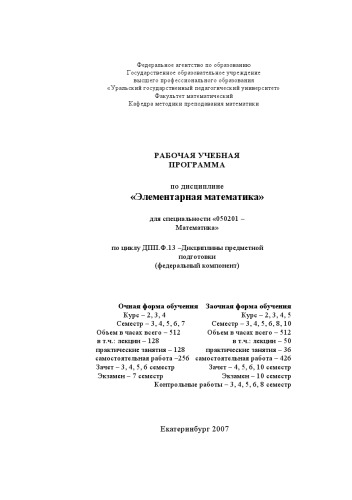 Федеральное агентство по образованию
Государственное образовательное учреждение
высшего профессионального образования
«Уральский государственный педагогический университет»
Факультет математический
Кафедра методики преподавания математики
РАБОЧАЯ УЧЕБНАЯ
ПРОГРАММА
по дисциплине
«Элементарная математика»
для специальности «050201 –
Математика»
по циклу ДПП.Ф.13 –Дисциплины предметной
подготовки
(федеральный компонент)
Очная форма обучения Заочная форма обучения
Курс – 2, 3, 4 Курс – 2, 3, 4, 5
Семестр – 3, 4, 5, 6, 7 Семестр – 3, 4, 5, 6, 8, 10
Объем в часах всего – 512 Объем в часах всего – 512
в т.ч.: лекции – 128 в т.ч.: лекции – 50
практические занятия – 128 практические занятия – 36
самостоятельная работа –256 самостоятельная работа – 426
Зачет – 3, 4, 5, 6 семестр Зачет – 4, 5, 6, 10 семестр
Экзамен – 7 семестр Экзамен – 10 семестр
Контрольные работы – 3, 4, 5, 6, 8 семестр
Екатеринбург 2007